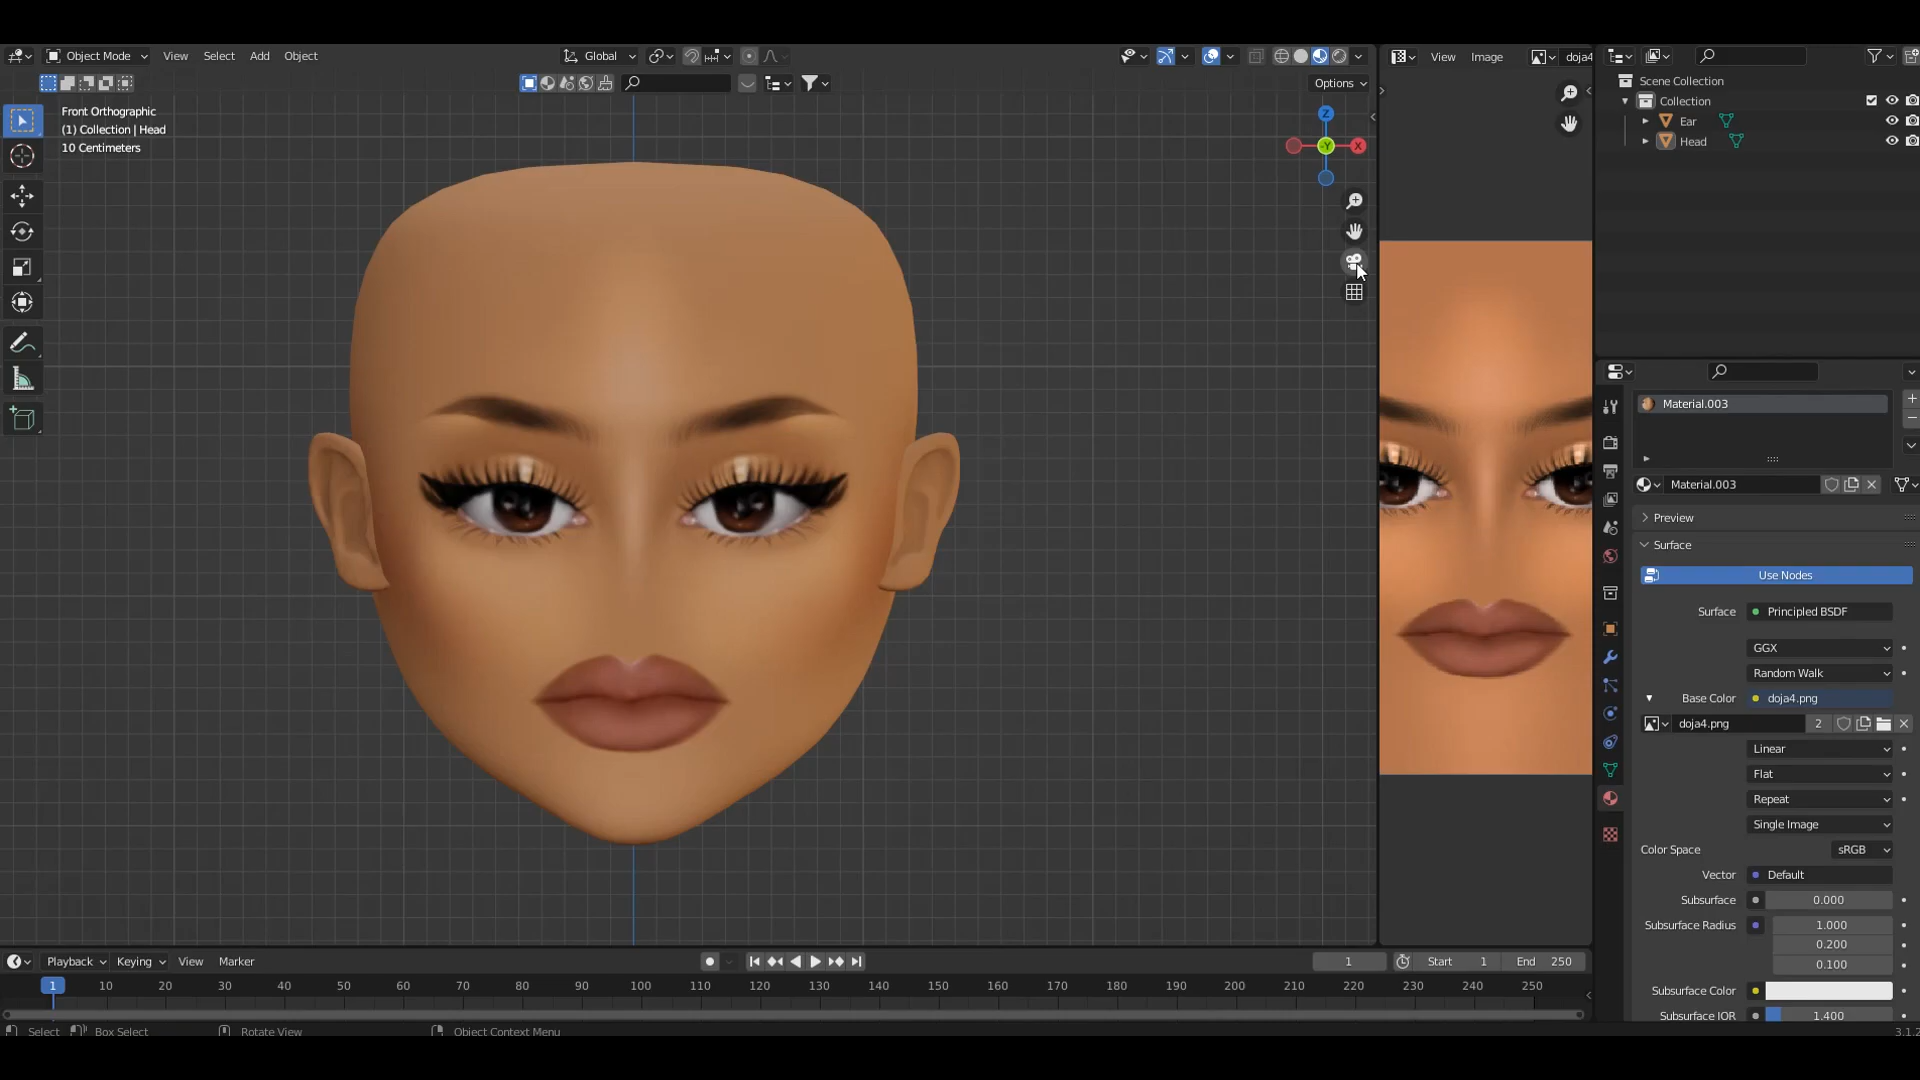 Object Mode View Select Add Object Global View Image doja4
Options
Front Orthographic
(1) Collection | Head
10 Centimeters
Z
-Y X
Scene Collection
Collection
Ear
Head
Material.003
Material.003
Preview
Surface
Use Nodes
Surface Principled BSDF
GGX
Random Walk
Base Color doja4.png
doja4.png 2
Linear
Flat
Repeat
Single Image
Color Space sRGB
Vector Default
Subsurface 0.000
Subsurface Radius 1.000
0.200
0.100
Subsurface Color
Subsurface IOR 1.400
Playback Keying View Marker 1 Start 1 End 250
1 10 20 30 40 50 60 70 80 90 100 110 120 130 140 150 160 170 180 190 200 210 220 230 240 250
Select Box Select Rotate View Object Context Menu 3.1.2